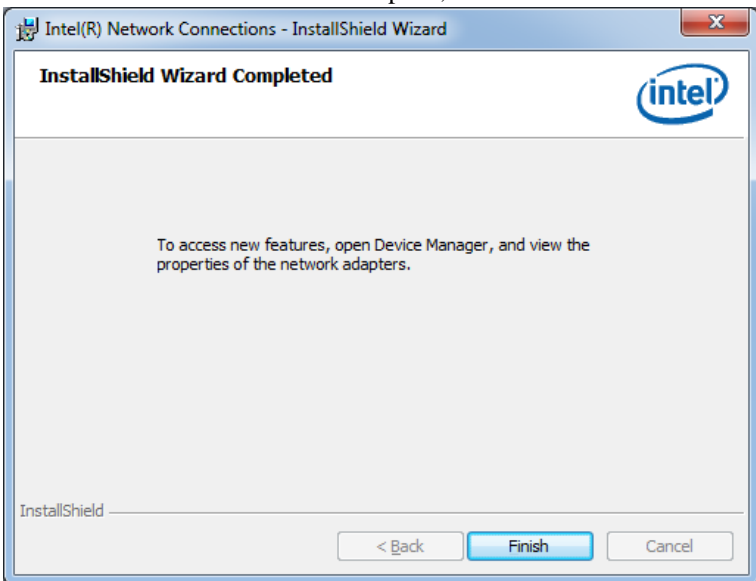 Intel(R) Network Connections - InstallShield Wizard
InstallShield Wizard Completed
intel
To access new features, open Device Manager, and view the
properties of the network adapters.
InstallShield
< Back
Finish
Cancel